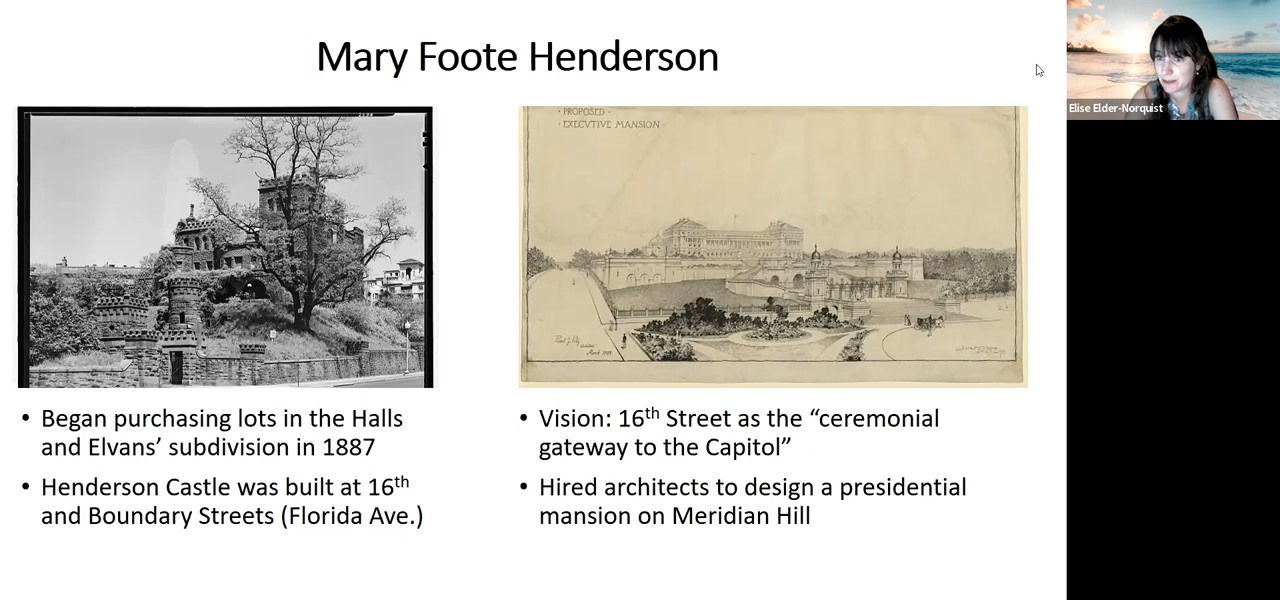 Mary Foote Henderson
Elise Elder-Norquist
· PROPOSED ·
· EXECVTIVE MANSION ·
• Began purchasing lots in the Halls
and Elvans’ subdivision in 1887
• Henderson Castle was built at 16th
and Boundary Streets (Florida Ave.)
• Vision: 16th Street as the “ceremonial
gateway to the Capitol”
• Hired architects to design a presidential
mansion on Meridian Hill